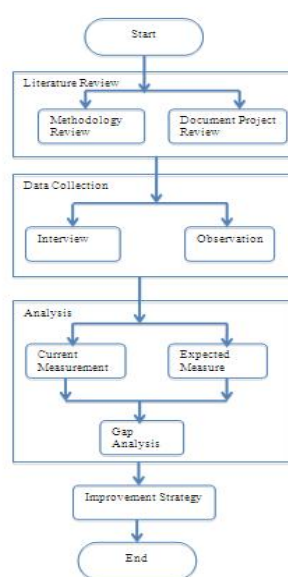 Start
Literature Review
Methodology
Review
Document Project
Review
Data Collection
Interview
Observation
Analysis
Current
Measurement
Expected
Measure
Gap
Analysis
Improvement Strategy
End